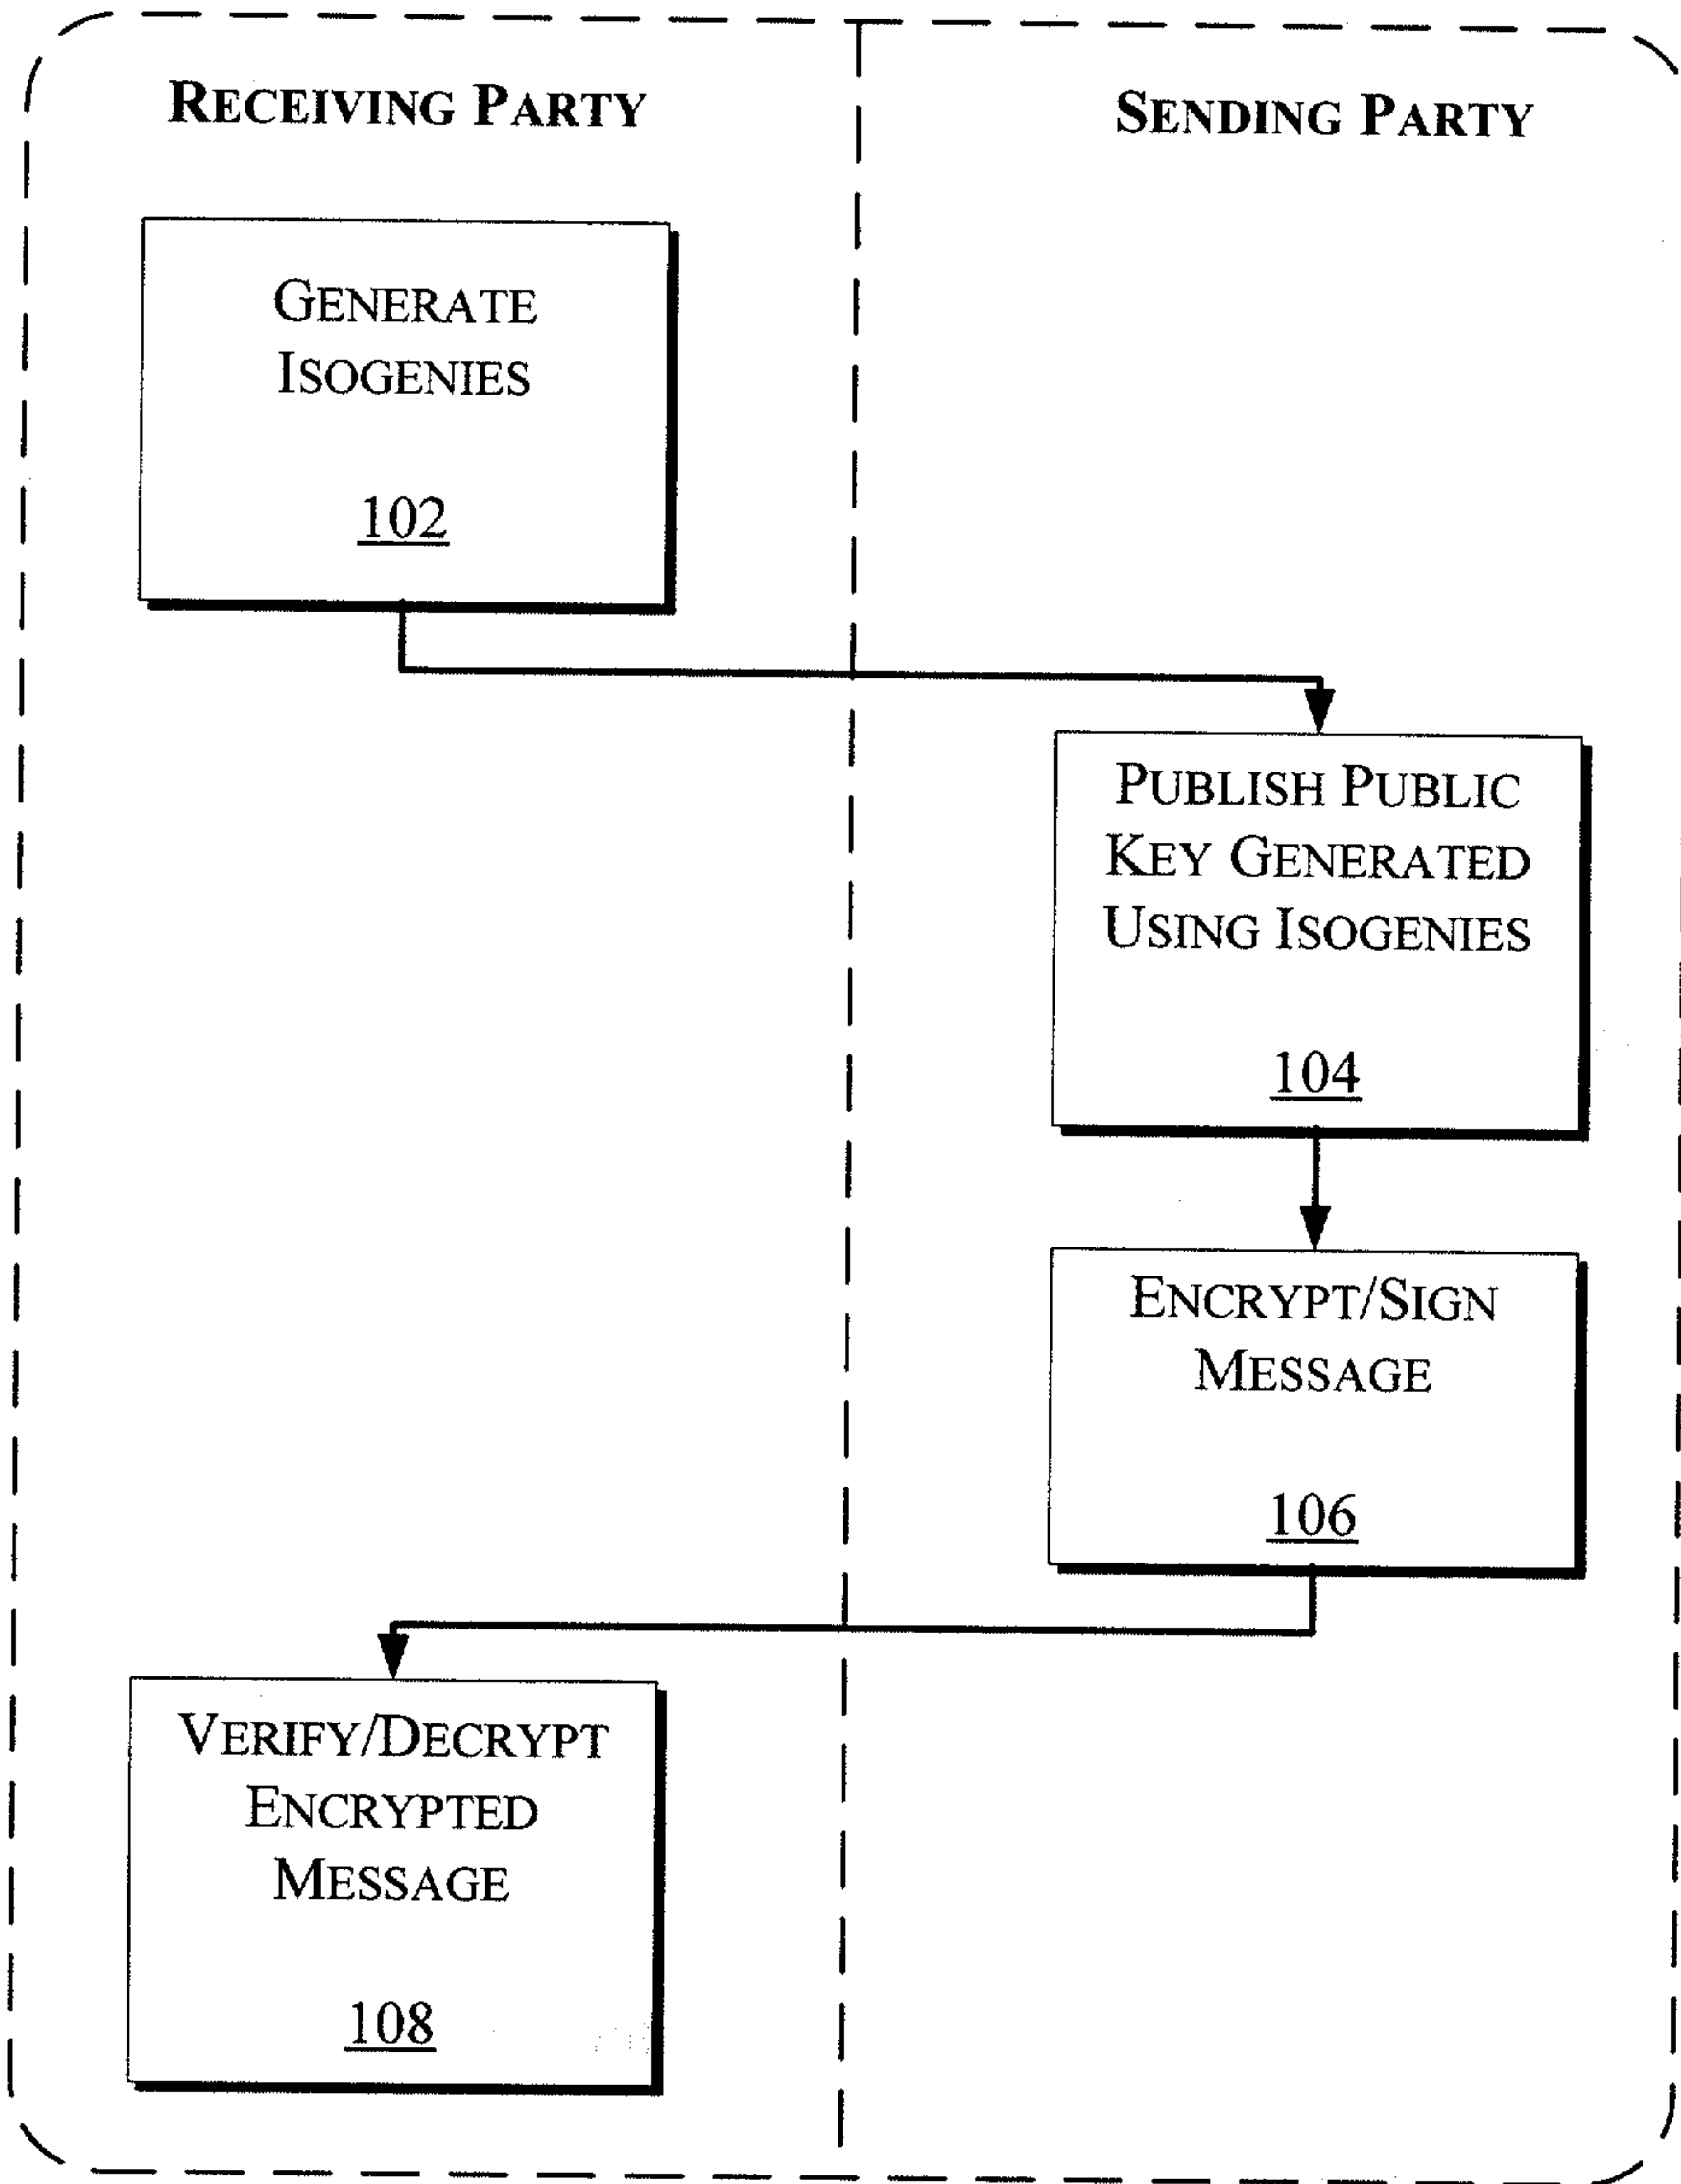 RECEIVING PARTY
SENDING PARTY
GENERATE
ISOGENIES
102
PUBLISH PUBLIC
KEY GENERATED
USING ISOGENIES
104
ENCRYPT/SIGN
MESSAGE
106
VERIFY/DECRYPT
ENCRYPTED
MESSAGE
108